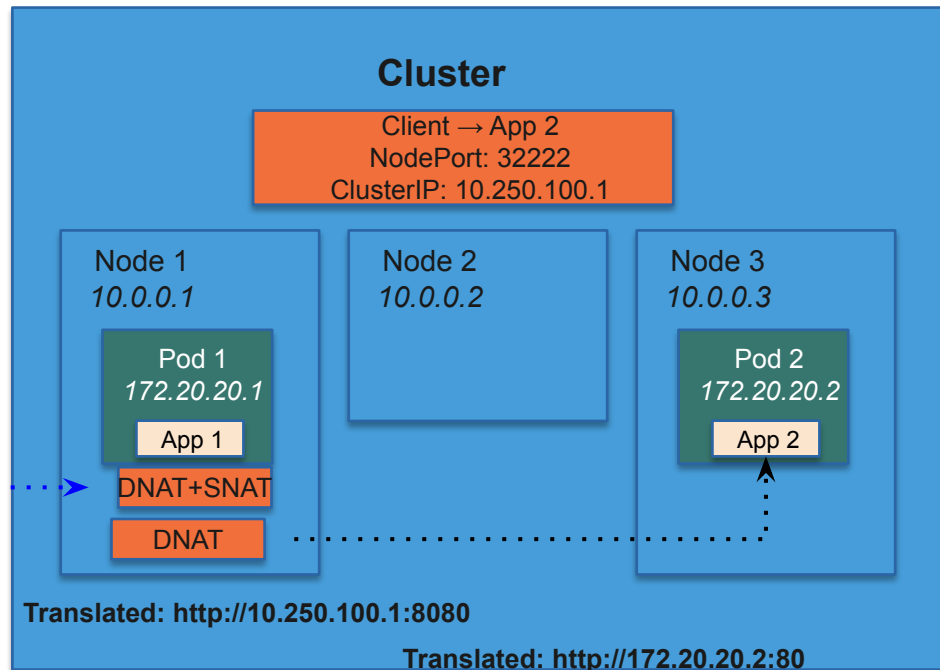 Cluster
Client → App 2
NodePort: 32222
ClusterIP: 10.250.100.1
Node 1
10.0.0.1
Node 2
10.0.0.2
Node 3
10.0.0.3
Pod 1
172.20.20.1
App 1
Pod 2
172.20.20.2
App 2
DNAT+SNAT
DNAT
Translated: http://10.250.100.1:8080
Translated: http://172.20.20.2:80